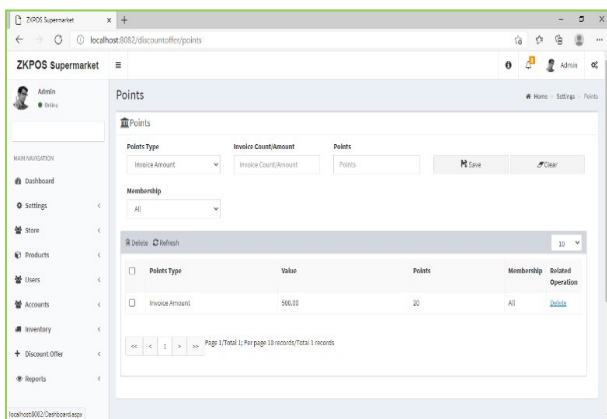 ZKPOS Supermarket
localhost:8082/discountoffer/points
ZKPOS Supermarket
Admin
Admin
Online
Points
Home > Settings > Points
Points
Points Type
Invoice Count/Amount
Points
Invoice Amount
Invoice Count/Amount
Points
Save
Clear
Membership
All
MAIN NAVIGATION
Dashboard
Settings
Store
Products
Users
Accounts
Inventory
Discount Offer
Reports
Delete Refresh
10
Points Type Value Points Membership Related Operation
Invoice Amount 500.00 20 All Delete
<< < 1 > >> Page 1/Total 1; Per page 10 records/Total 1 records
localhost:8082/Dashboard.aspx